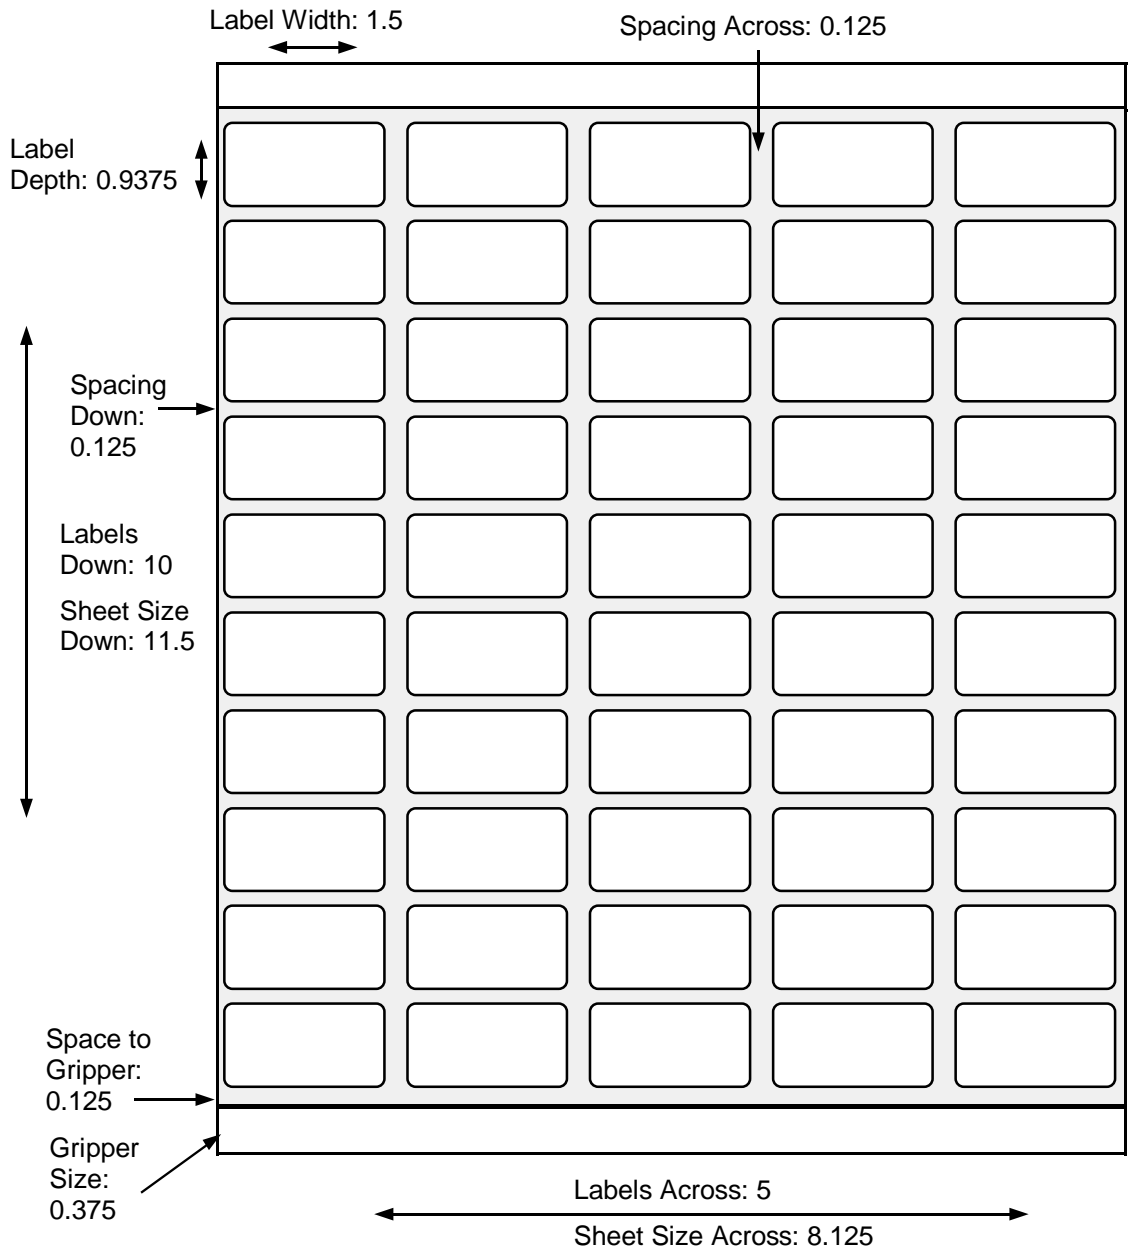 Label Width: 1.5
Spacing Across: 0.125
Label
Depth: 0.9375
Spacing
Down:
0.125
Labels
Down: 10
Sheet Size
Down: 11.5
Space to
Gripper:
0.125
Gripper
Size:
0.375
Labels Across: 5
Sheet Size Across: 8.125